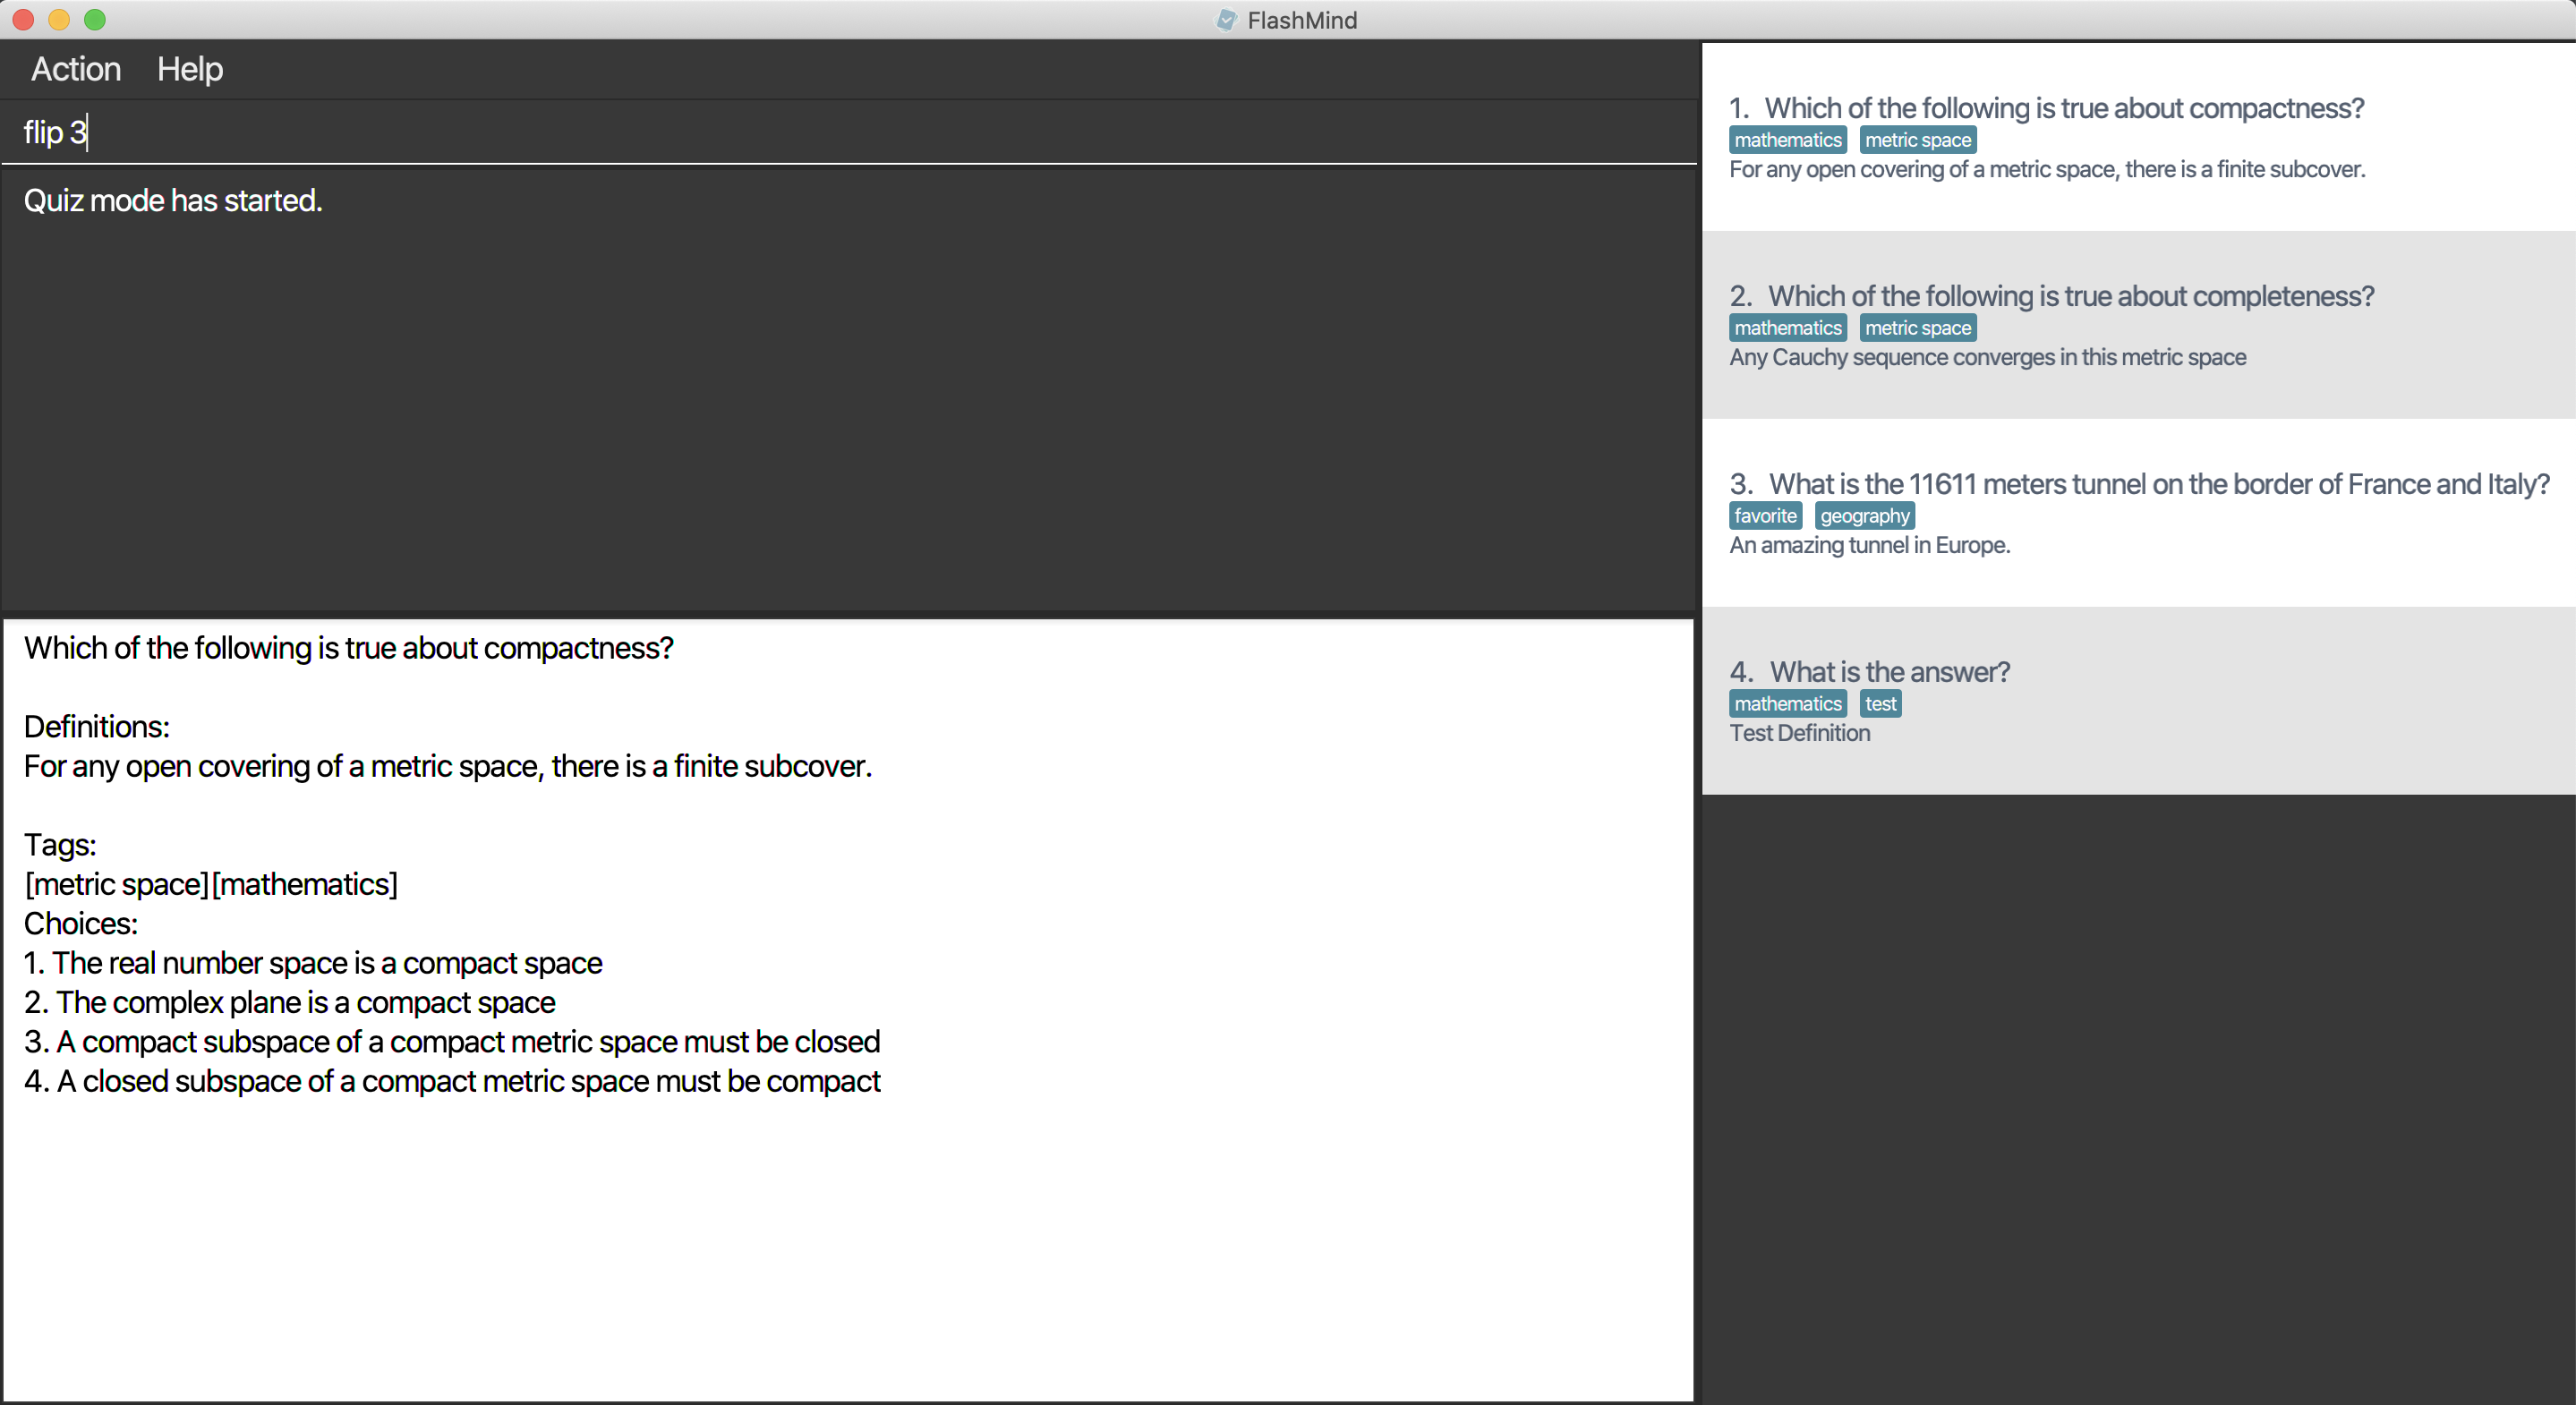 FlashMind
Action Help
flip 3
Quiz mode has started.
Which of the following is true about compactness?
Definitions:
For any open covering of a metric space, there is a finite subcover.
Tags:
[metric space][mathematics]
Choices:
1. The real number space is a compact space
2. The complex plane is a compact space
3. A compact subspace of a compact metric space must be closed
4. A closed subspace of a compact metric space must be compact
1. Which of the following is true about compactness?
mathematics metric space
For any open covering of a metric space, there is a finite subcover.
2. Which of the following is true about completeness?
mathematics metric space
Any Cauchy sequence converges in this metric space
3. What is the 11611 meters tunnel on the border of France and Italy?
favorite geography
An amazing tunnel in Europe.
4. What is the answer?
mathematics test
Test Definition